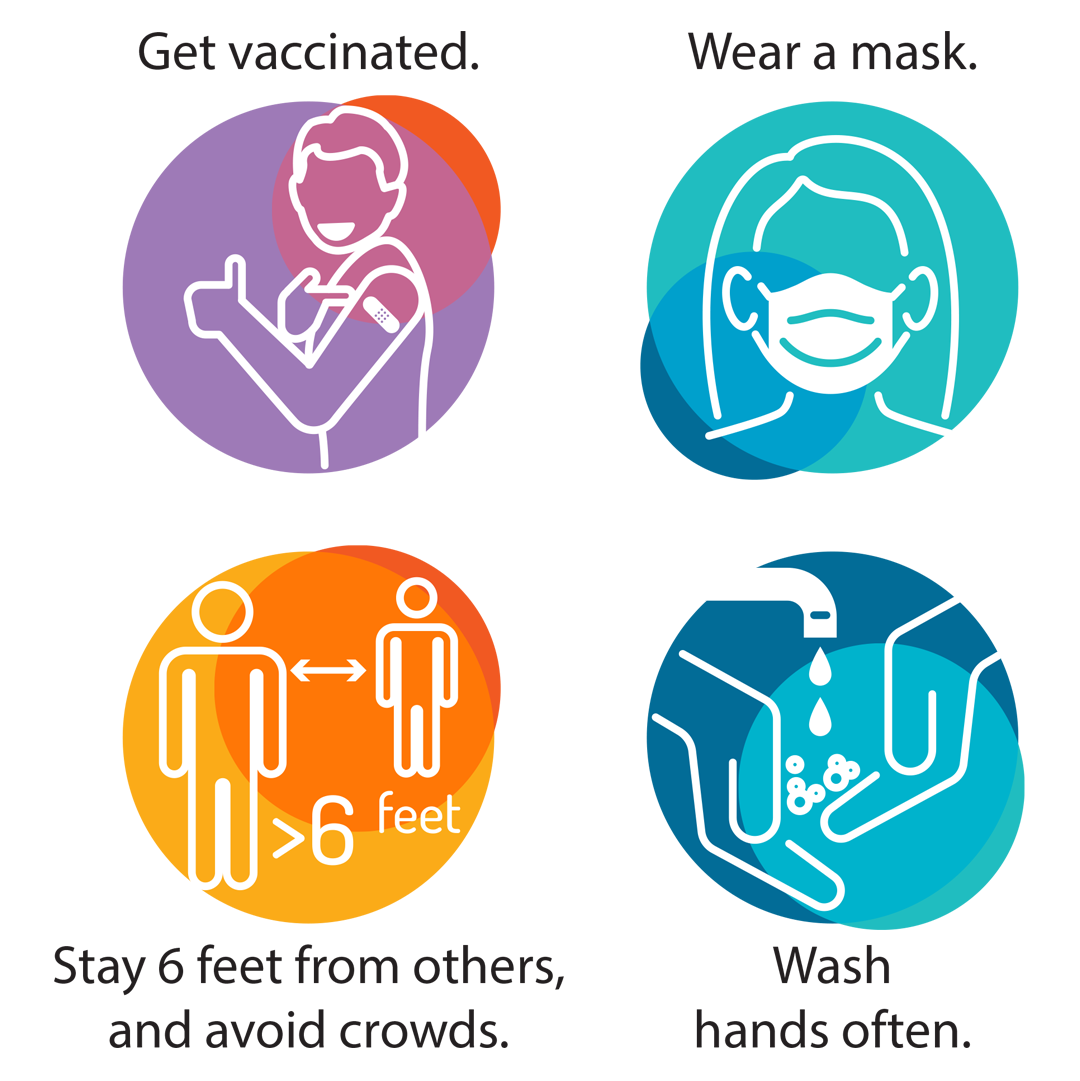 Get vaccinated.
Wear a mask.
>6 feet
Stay 6 feet from others,
and avoid crowds.
Wash
hands often.